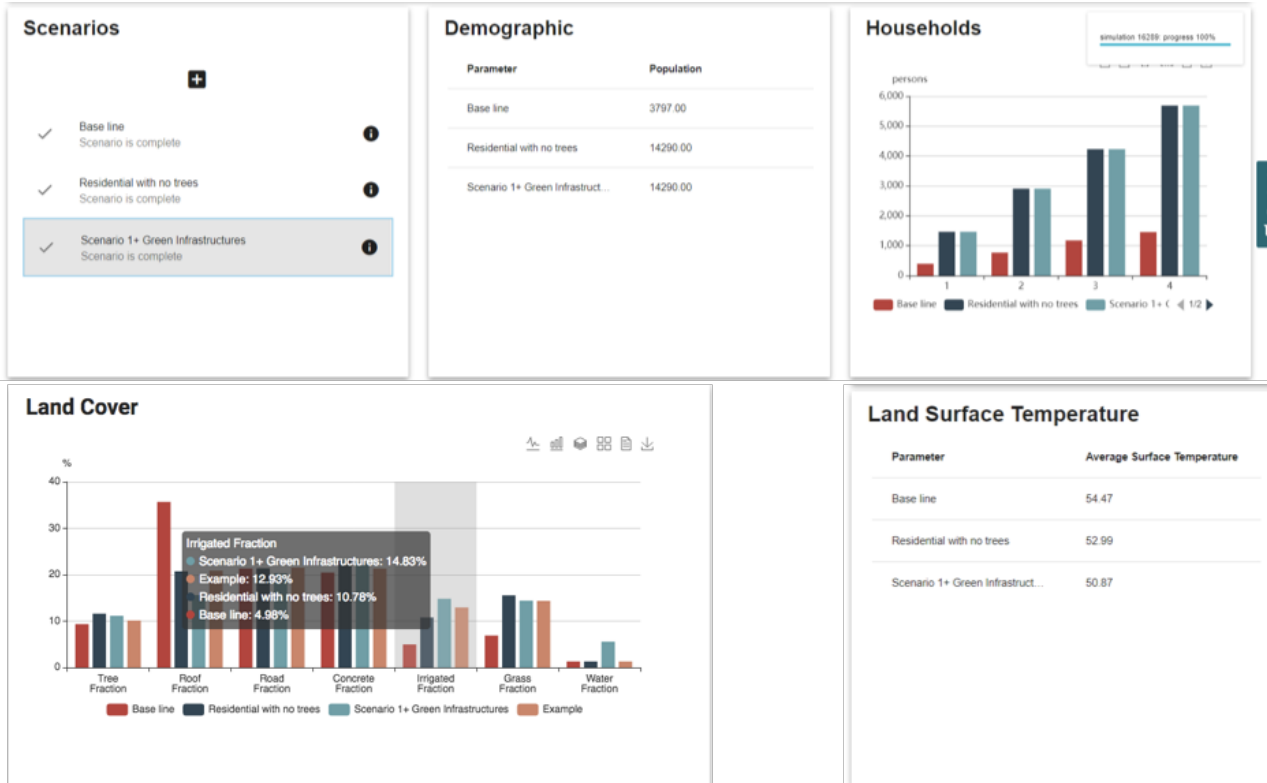 Scenarios
Base line
Scenario is complete
Residential with no trees
Scenario is complete
Scenario 1+ Green Infrastructures
Scenario is complete
Demographic
Parameter Population
Base line 3797.00
Residential with no trees 14290.00
Scenario 1+ Green Infrastruct... 14290.00
Households
simulation 16289: progress 100%
persons
6,000
5,000
4,000
3,000
2,000
1,000
0
1 2 3 4
Base line Residential with no trees Scenario 1+ 1/2
Land Cover
%
40
30
20
10
0
Irrigated Fraction
Scenario 1+ Green Infrastructures: 14.83%
Example: 12.93%
Residential with no trees: 10.78%
Base line: 4.98%
Tree Roof Road Concrete Irrigated Grass Water
Fraction Fraction Fraction Fraction Fraction Fraction Fraction
Base line Residential with no trees Scenario 1+ Green Infrastructures Example
Land Surface Temperature
Parameter Average Surface Temperature
Base line 54.47
Residential with no trees 52.99
Scenario 1+ Green Infrastruct... 50.87